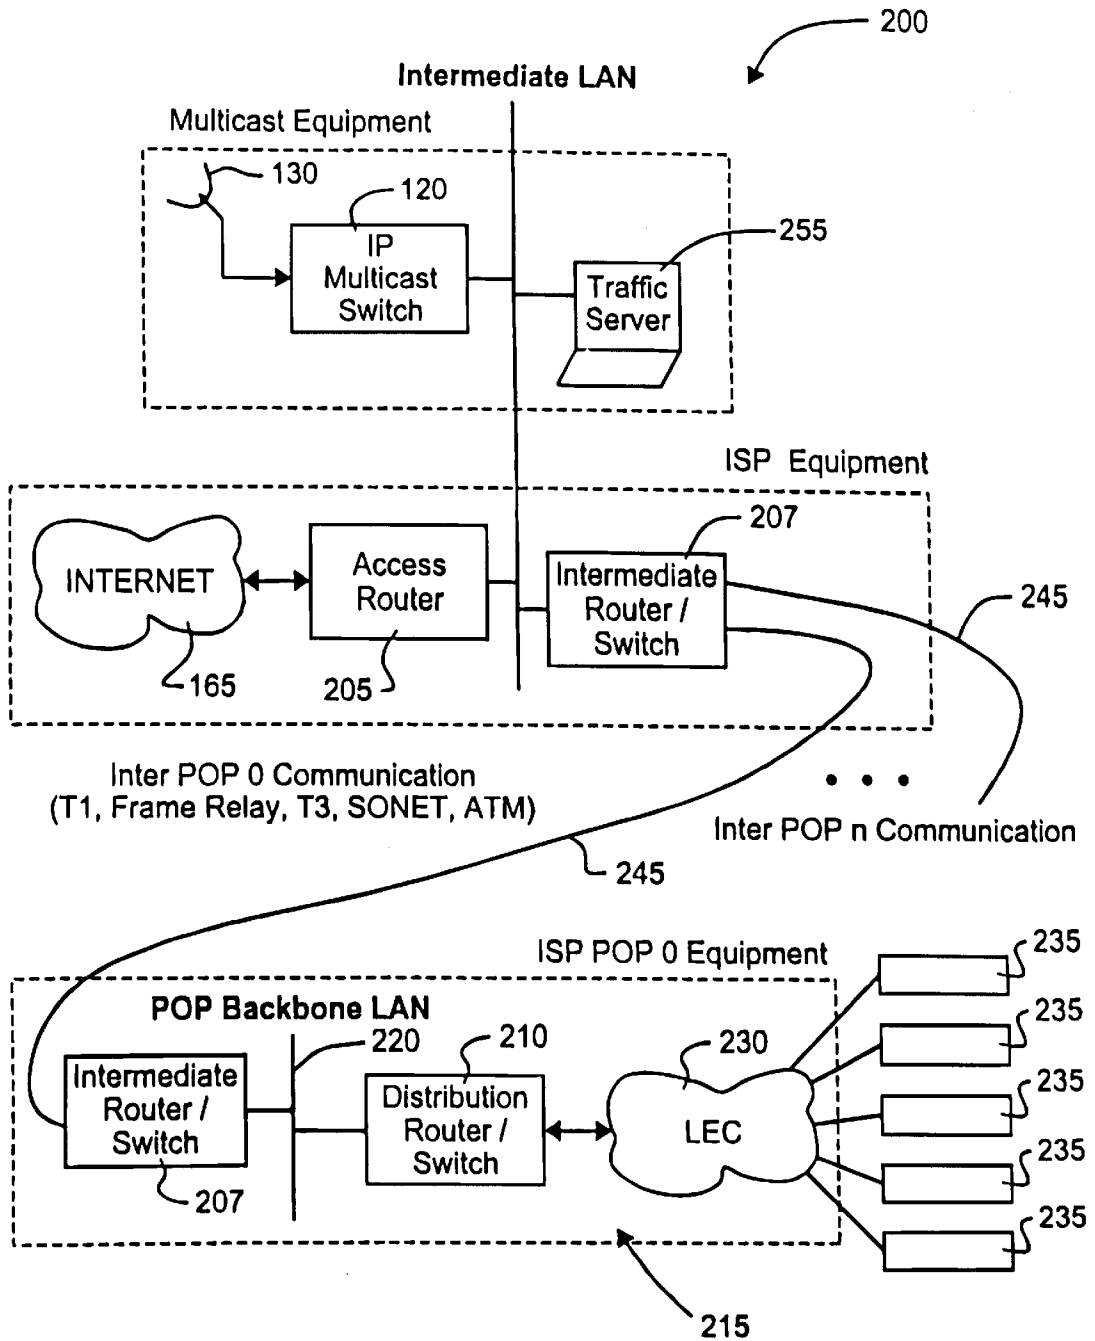 200
Intermediate LAN
Multicast Equipment
130
120
IP
Multicast
Switch
255
Traffic
Server
ISP Equipment
207
INTERNET
Access
Router
Intermediate
Router /
Switch
245
165
205
Inter POP 0 Communication
(T1, Frame Relay, T3, SONET, ATM)
Inter POP n Communication
245
ISP POP 0 Equipment
235
POP Backbone LAN
220
210
230
235
Intermediate
Router /
Switch
Distribution
Router /
Switch
LEC
235
207
235
235
215